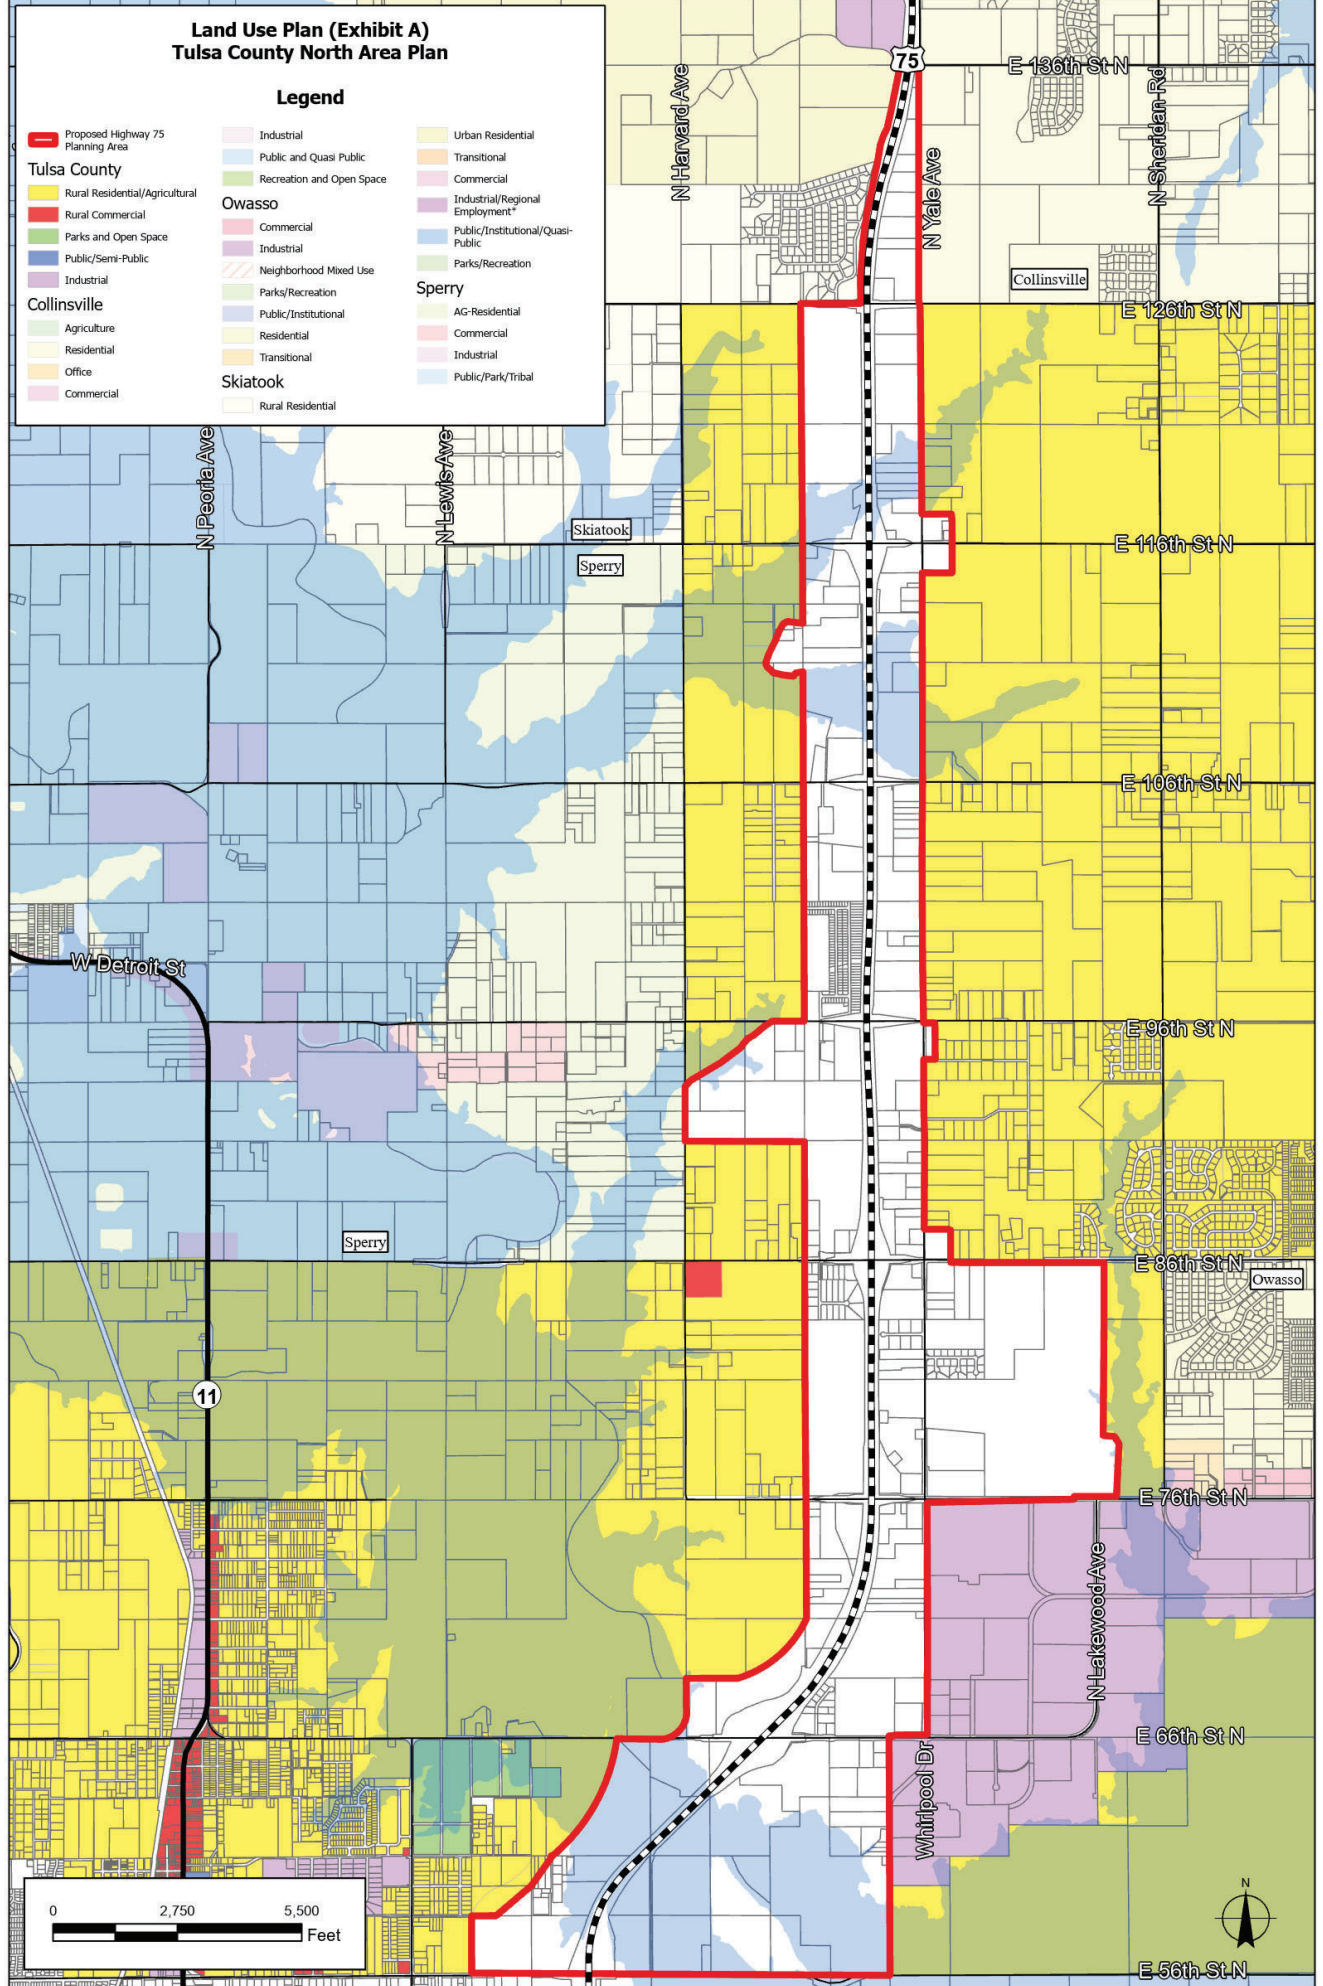 Land Use Plan (Exhibit A)
Tulsa County North Area Plan
Legend
Proposed Highway 75
Planning Area
Tulsa County
Rural Residential/Agricultural
Rural Commercial
Parks and Open Space
Public/Semi-Public
Industrial
Collinsville
Agriculture
Residential
Office
Commercial
Industrial
Public and Quasi Public
Recreation and Open Space
Owasso
Commercial
Industrial
Neighborhood Mixed Use
Parks/Recreation
Public/Institutional
Residential
Transitional
Skiatook
Rural Residential
Urban Residential
Transitional
Commercial
Industrial/Regional
Employment*
Public/Institutional/Quasi-
Public
Parks/Recreation
Sperry
AG-Residential
Commercial
Industrial
Public/Park/Tribal
75
E 136th St N
N Harvard Ave
N Yale Ave
N Sheridan Rd
Collinsville
E 126th St N
N Peoria Ave
N Lewis Ave
Skiatook
Sperry
E 116th St N
E 106th St N
W Detroit St
E 96th St N
Sperry
E 86th St N
Owasso
11
E 76th St N
N Lakewood Ave
E 66th St N
Whirlpool Dr
0 2,750 5,500
Feet
N
E 56th St N